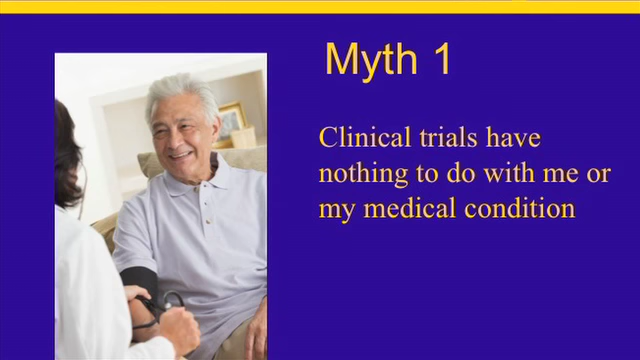 Myth 1
Clinical trials have
nothing to do with me or
my medical condition